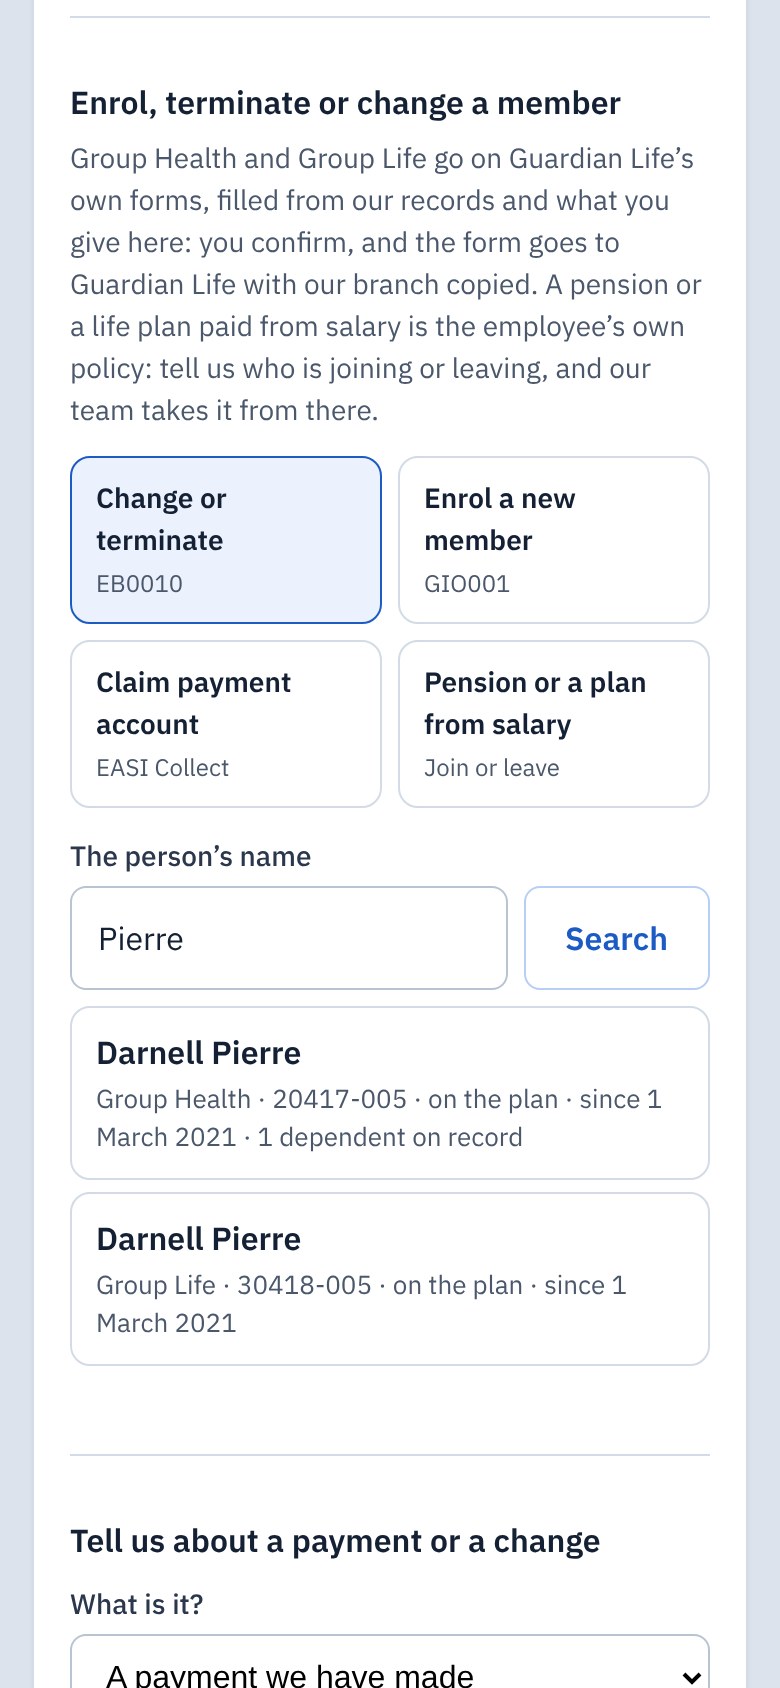 Enrol, terminate or change a member
Group Health and Group Life go on Guardian Life’s
own forms, filled from our records and what you
give here: you confirm, and the form goes to
Guardian Life with our branch copied. A pension or
a life plan paid from salary is the employee’s own
policy: tell us who is joining or leaving, and our
team takes it from there.
Change or
terminate
EB0010
Enrol a new
member
GIO001
Claim payment
account
EASI Collect
Pension or a plan
from salary
Join or leave
The person’s name
Pierre
Search
Darnell Pierre
Group Health · 20417-005 · on the plan · since 1
March 2021 · 1 dependent on record
Darnell Pierre
Group Life · 30418-005 · on the plan · since 1
March 2021
Tell us about a payment or a change
What is it?
A payment we have made